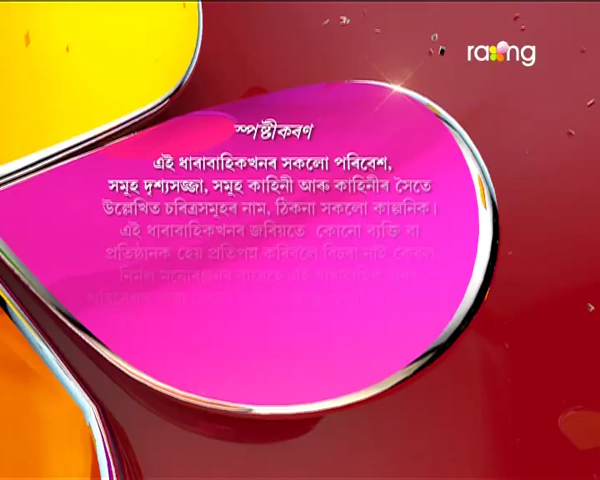 rang
স্পষ্টীকৰণ
এই ধাৰাবাহিকখনৰ সকলো পৰিবেশ,
সমূহ দৃশ্যসজ্জা, সমূহ কাহিনী আৰু কাহিনীৰ সৈতে
উল্লেখিত চৰিত্ৰসমূহৰ নাম, ঠিকনা সকলো কাল্পনিক।
এই ধাৰাবাহিকখনৰ জৰিয়তে কোনো ব্যক্তি বা
প্ৰতিষ্ঠানক হেয় প্ৰতিপন্ন কৰিবলৈ বিচৰা নাই কেৱল